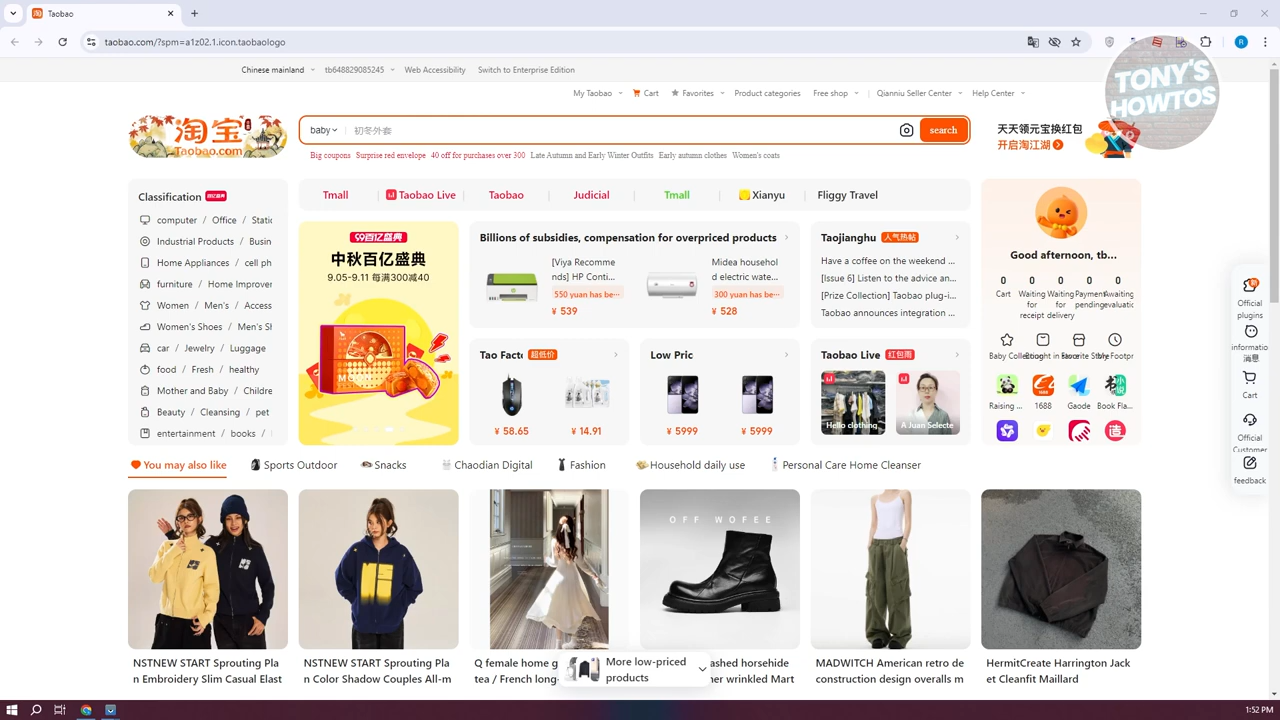 Taobao
taobao.com/?spm=a1z02.1.icon.taobaologo
R
TONY'S
HOWTOS
Chinese mainland
tb648829085245
Web Accessibility
Switch to Enterprise Edition
My Taobao
Cart
Favorites
Product categories
Free shop
Qianniu Seller Center
Help Center
淘宝
Taobao.com
baby
初冬外套
search
天天领元宝换红包
开启淘江湖
Big coupons
Surprise red envelope
40 off for purchases over 300
Late Autumn and Early Winter Outfits
Early autumn clothes
Women's coats
Classification
computer / Office / Static
Industrial Products / Busin
Home Appliances / cell ph
furniture / Home Improver
Women / Men's / Access
Women's Shoes / Men's Sh
car / Jewelry / Luggage
food / Fresh / healthy
Mother and Baby / Childre
Beauty / Cleansing / pet
entertainment / books /
Tmall
Taobao Live
Taobao
Judicial
Tmall
Xianyu
Fliggy Travel
99百亿盛典
中秋百亿盛典
9.05-9.11 每满300减40
Billions of subsidies, compensation for overpriced products
[Viya Recomme
nds] HP Conti...
550 yuan has be...
¥ 539
Midea househol
d electric wate...
300 yuan has be...
¥ 528
Taojianghu 人气热帖
Have a coffee on the weekend ...
[Issue 6] Listen to the advice an...
[Prize Collection] Taobao plug-i...
Taobao announces integration ...
Tao Facto 超低价
¥ 58.65
¥ 14.91
Low Pric
¥ 5999
¥ 5999
Taobao Live 红包雨
Hello clothing
A Juan Selecte
Good afternoon, tb...
0
0
0
0
0
Cart
Waiting
for
receipt
Waiting
for
delivery
Payment
pending
Awaiting
Baby Collection
Bought in
Favorite
My Footpr
Raising ...
1688
Gaode
Book Fla...
Official
plugins
informatio
消息
Cart
Official
Customer
feedback
You may also like
Sports Outdoor
Snacks
Chaodian Digital
Fashion
Household daily use
Personal Care Home Cleanser
OFF WOFEE
NSTNEW START Sprouting Pla
n Embroidery Slim Casual Elast
NSTNEW START Sprouting Pla
n Color Shadow Couples All-m
Q female home g
tea / French long-
More low-priced
products
ashed horsehide
er wrinkled Mart
MADWITCH American retro de
construction design overalls m
HermitCreate Harrington Jack
et Cleanfit Maillard
1:52 PM